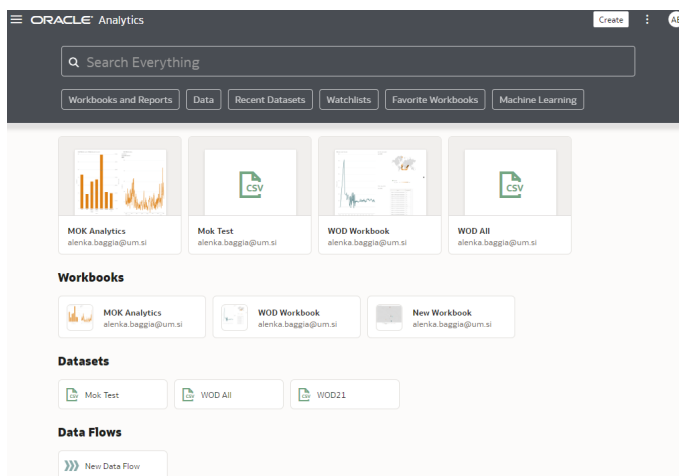 ORACLE Analytics
Create
AB
Search Everything
Workbooks and Reports
Data
Recent Datasets
Watchlists
Favorite Workbooks
Machine Learning
CSV
CSV
MOK Analytics
alenka.baggia@um.si
Mok Test
alenka.baggia@um.si
WOD Workbook
alenka.baggia@um.si
WOD All
alenka.baggia@um.si
Workbooks
MOK Analytics
alenka.baggia@um.si
WOD Workbook
alenka.baggia@um.si
New Workbook
alenka.baggia@um.si
Datasets
CSV Mok Test
CSV WOD All
CSV WOD21
Data Flows
New Data Flow